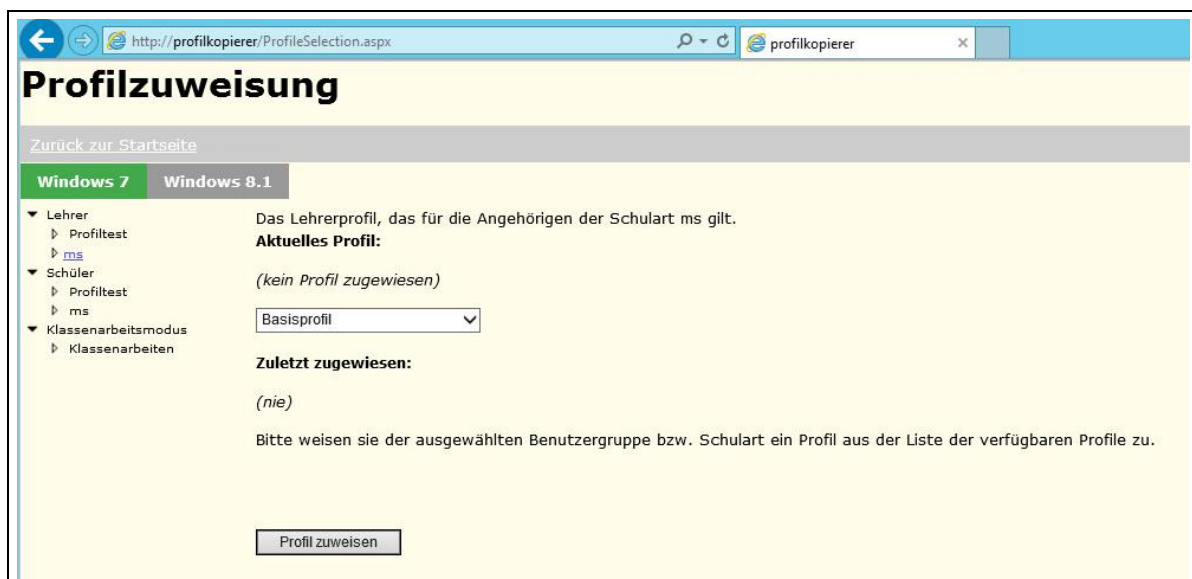 http://profilkopierer/ProfileSelection.aspx
profilkopierer
Profilzuweisung
Zurück zur Startseite
Windows 7 Windows 8.1
Lehrer
Profiltest
ms
Schüler
Profiltest
ms
Klassenarbeitsmodus
Klassenarbeiten
Das Lehrerprofil, das für die Angehörigen der Schulart ms gilt.
Aktuelles Profil:
(kein Profil zugewiesen)
Basisprofil
Zuletzt zugewiesen:
(nie)
Bitte weisen sie der ausgewählten Benutzergruppe bzw. Schulart ein Profil aus der Liste der verfügbaren Profile zu.
Profil zuweisen